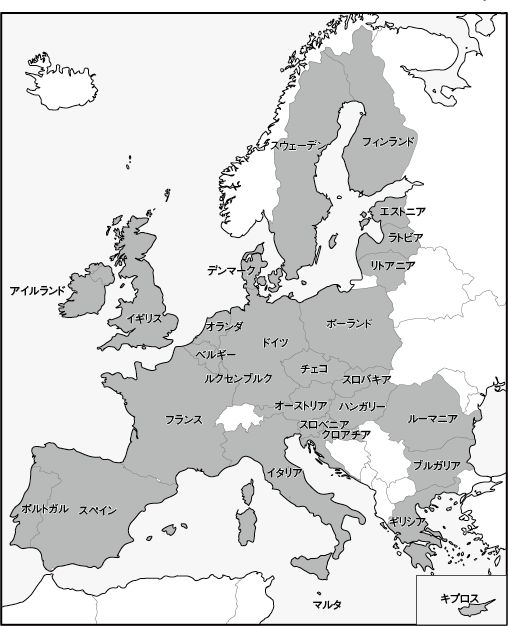 スウェーデン
フィンランド
エストニア
ラトビア
リトアニア
デンマーク
アイルランド
イギリス
オランダ
ポーランド
ドイツ
ベルギー
チェコ
ルクセンブルク
スロバキア
オーストリア
ハンガリー
フランス
スロベニア
クロアチア
ルーマニア
イタリア
ブルガリア
ポルトガル
スペイン
ギリシア
キプロス
マルタ